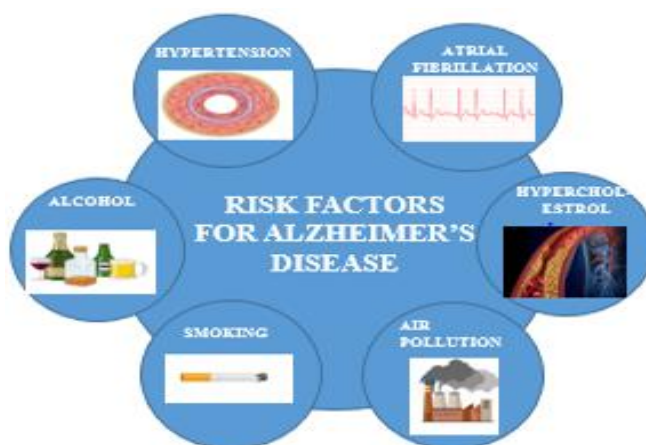 HYPERTENSION
ATRIAL
FIBRILLATION
ALCOHOL
RISK FACTORS
FOR ALZHEIMER'S
DISEASE
HYPERCHOL-
ESTROL
SMOKING
AIR
POLLUTION